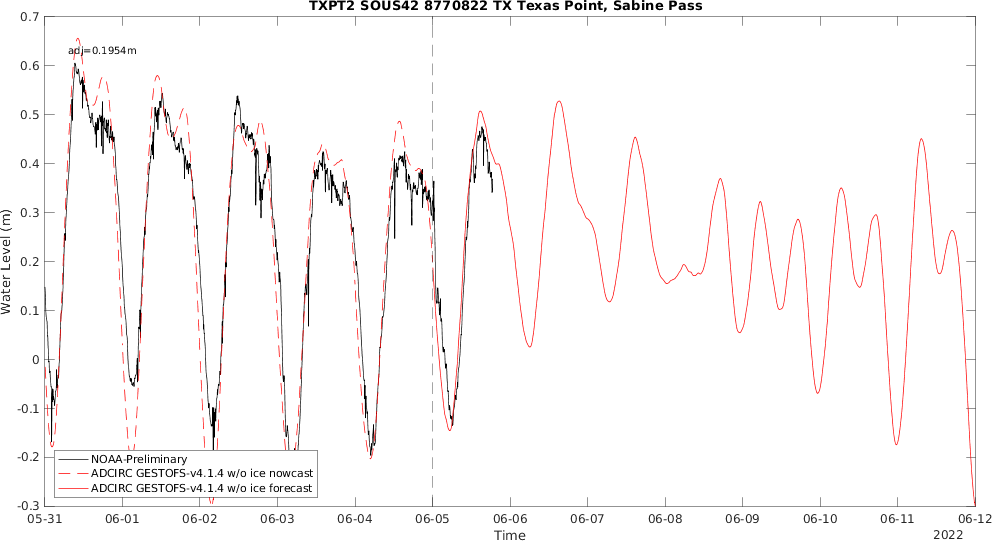 TXPT2 SOUS42 8770822 TX Texas Point, Sabine Pass
adj=0.1954m
Water Level (m)
0.7
0.6
0.5
0.4
0.3
0.2
0.1
0
-0.1
-0.2
-0.3
NOAA-Preliminary
ADCIRC GESTOFS-v4.1.4 w/o ice nowcast
ADCIRC GESTOFS-v4.1.4 w/o ice forecast
05-31 06-01 06-02 06-03 06-04 06-05 06-06 06-07 06-08 06-09 06-10 06-11 06-12
Time
2022